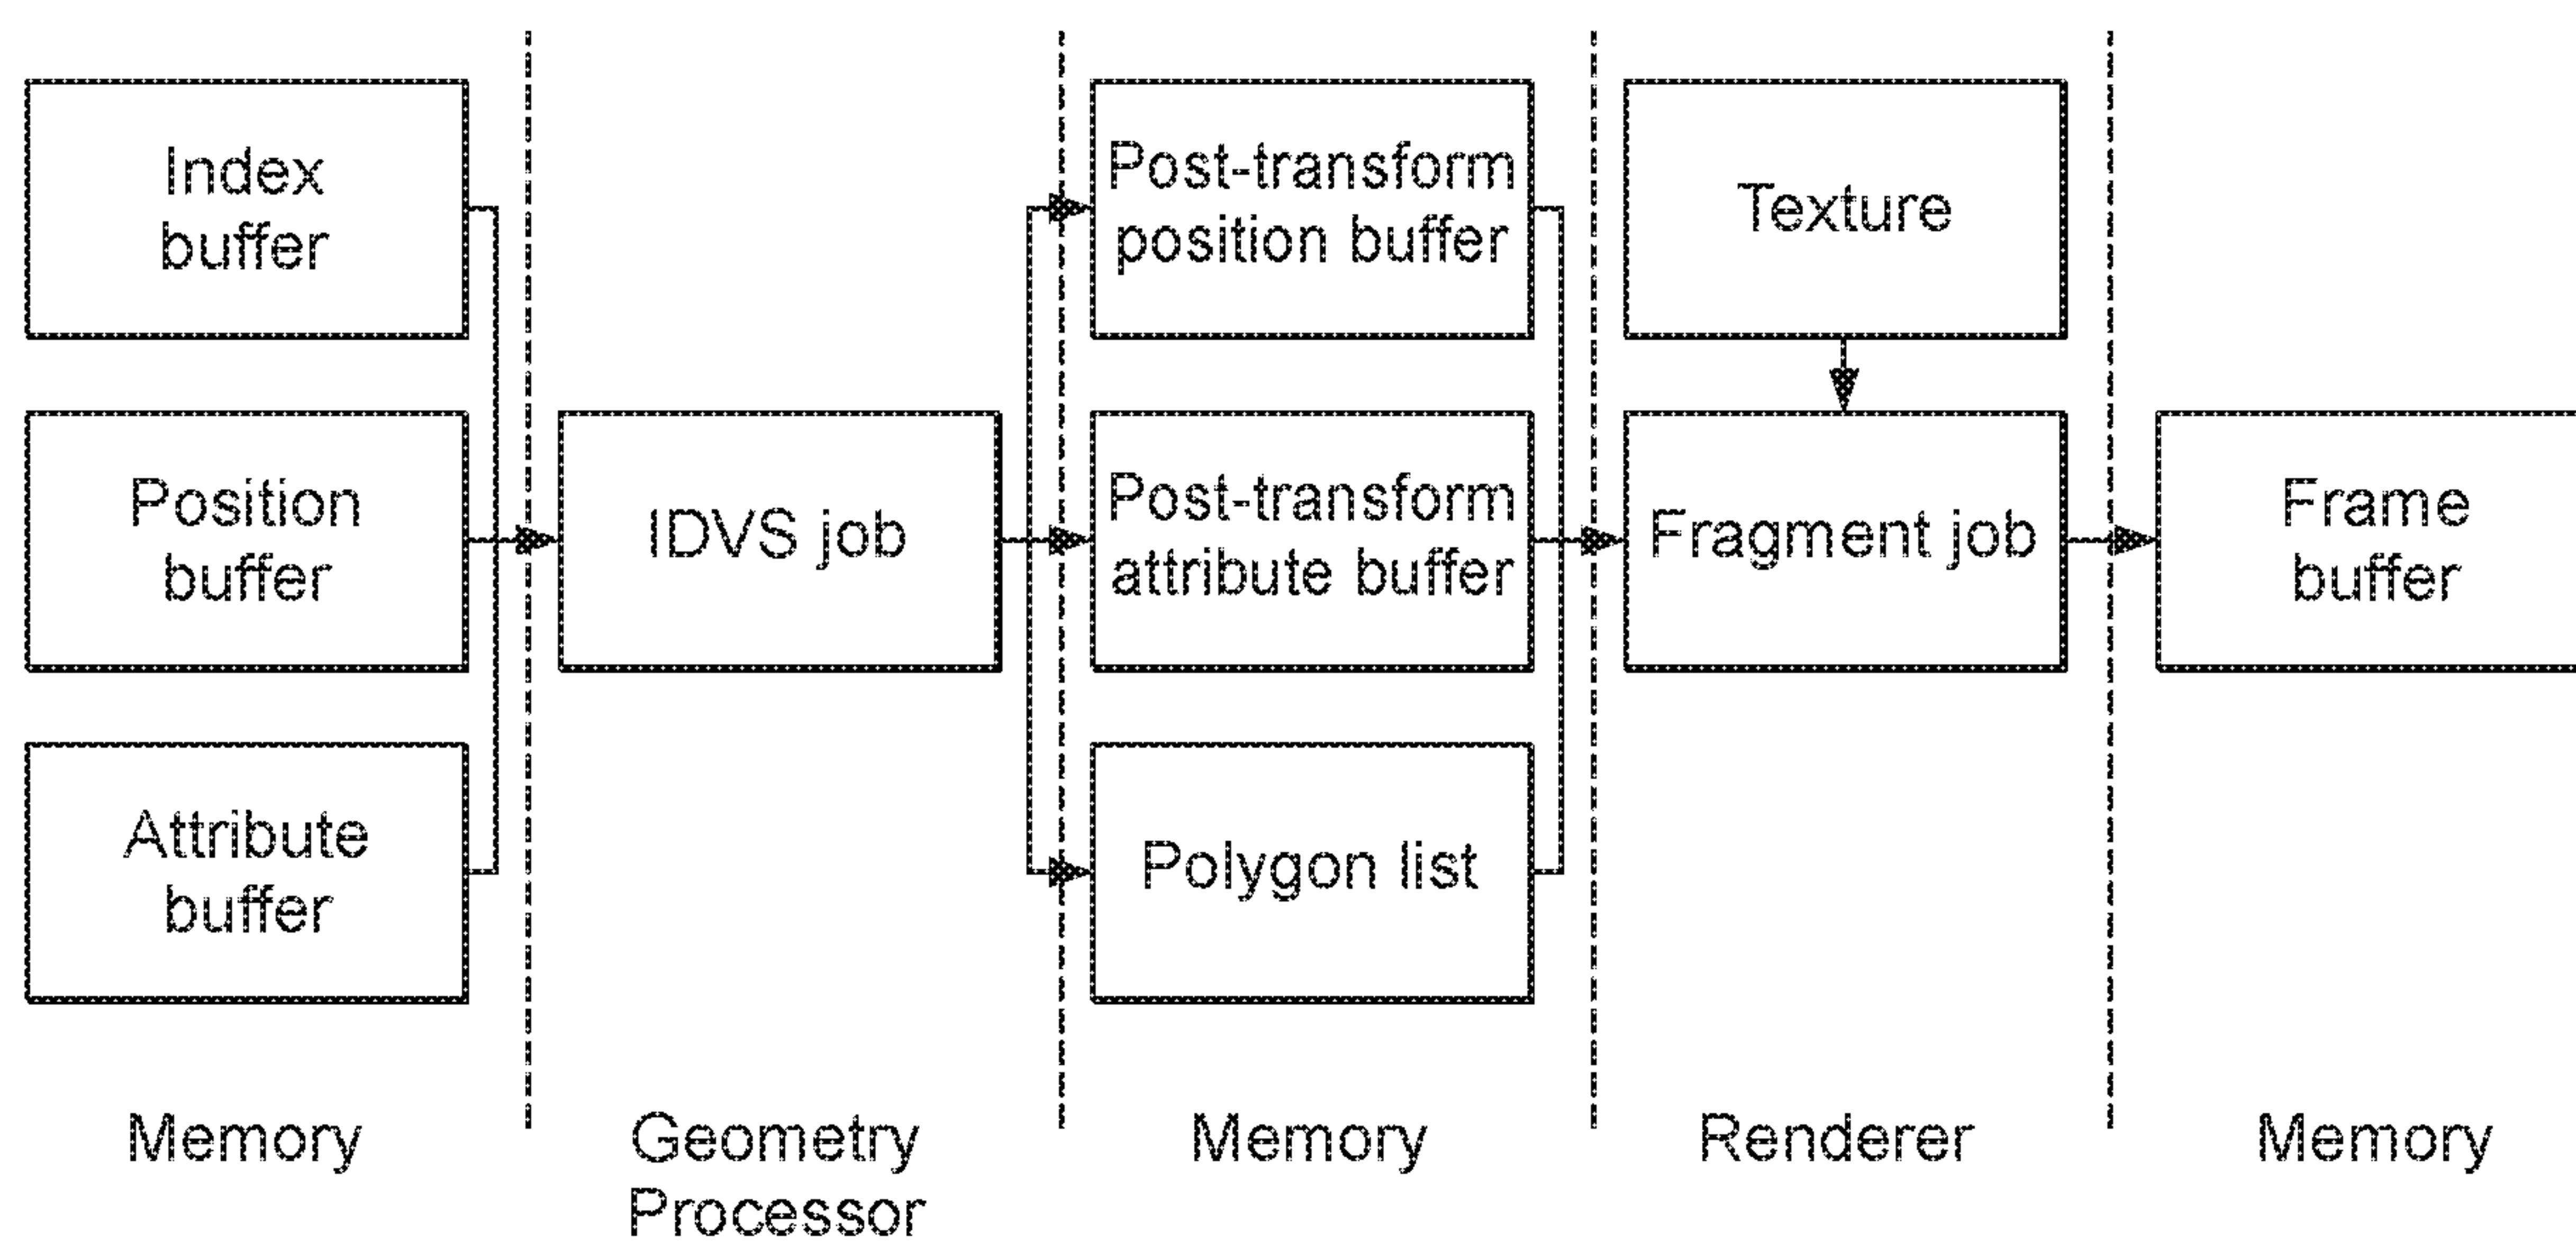 Index
buffer
Position
buffer
Attribute
buffer
Memory
IDVS job
Geometry
Processor
Post-transform
position buffer
Post-transform
attribute buffer
Polygon list
Memory
Texture
Fragment job
Renderer
Frame
buffer
Memory